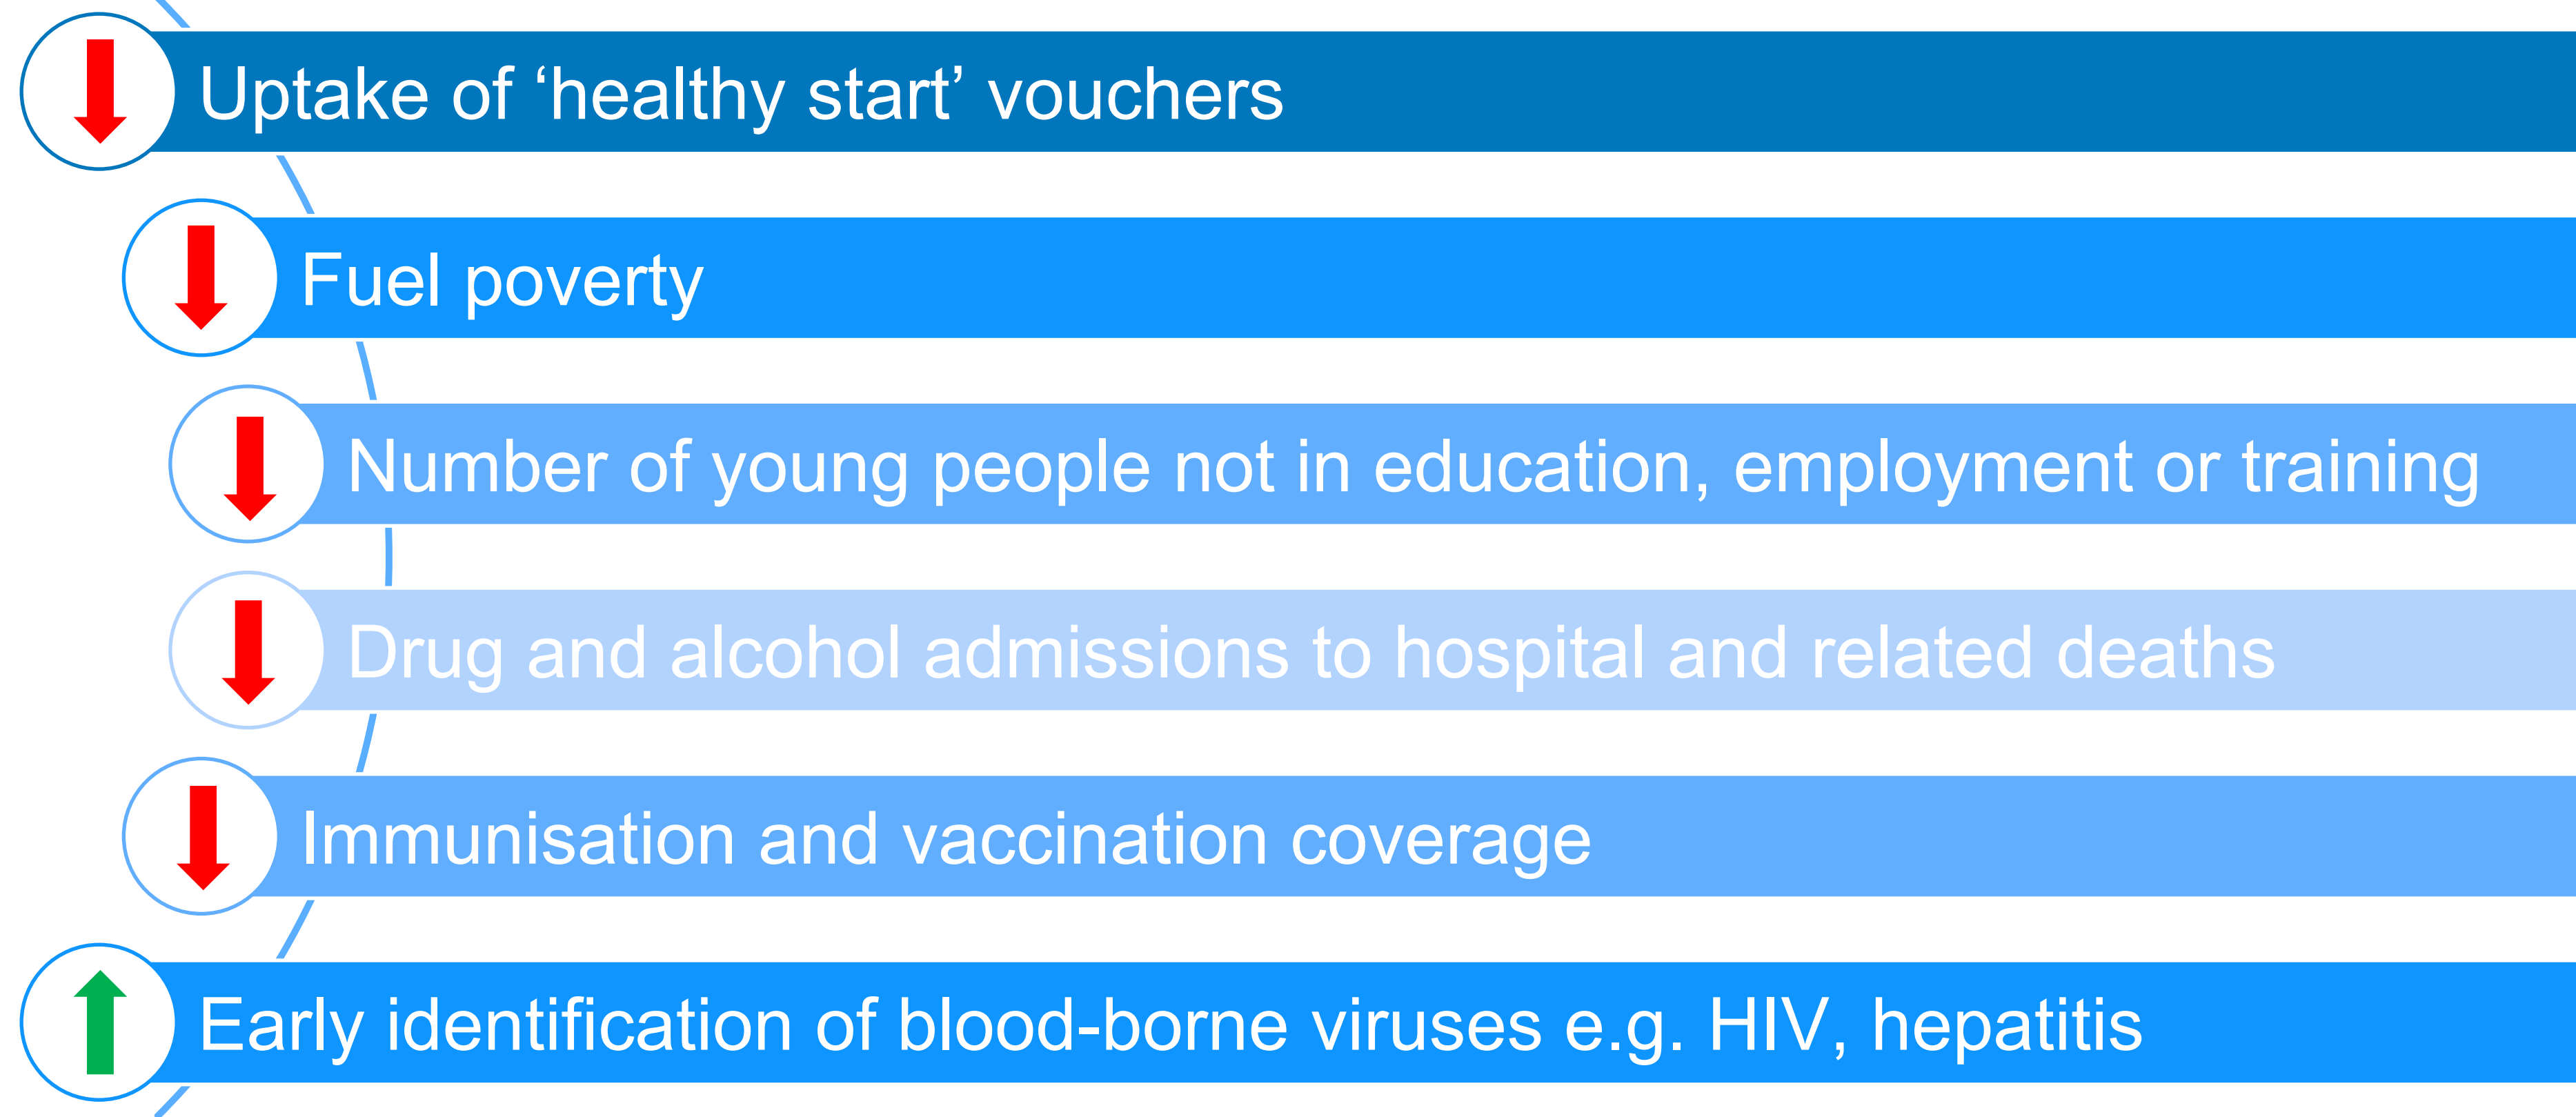 Uptake of ‘healthy start’ vouchers
Fuel poverty
Number of young people not in education, employment or training
Drug and alcohol admissions to hospital and related deaths
Immunisation and vaccination coverage
Early identification of blood-borne viruses e.g. HIV, hepatitis